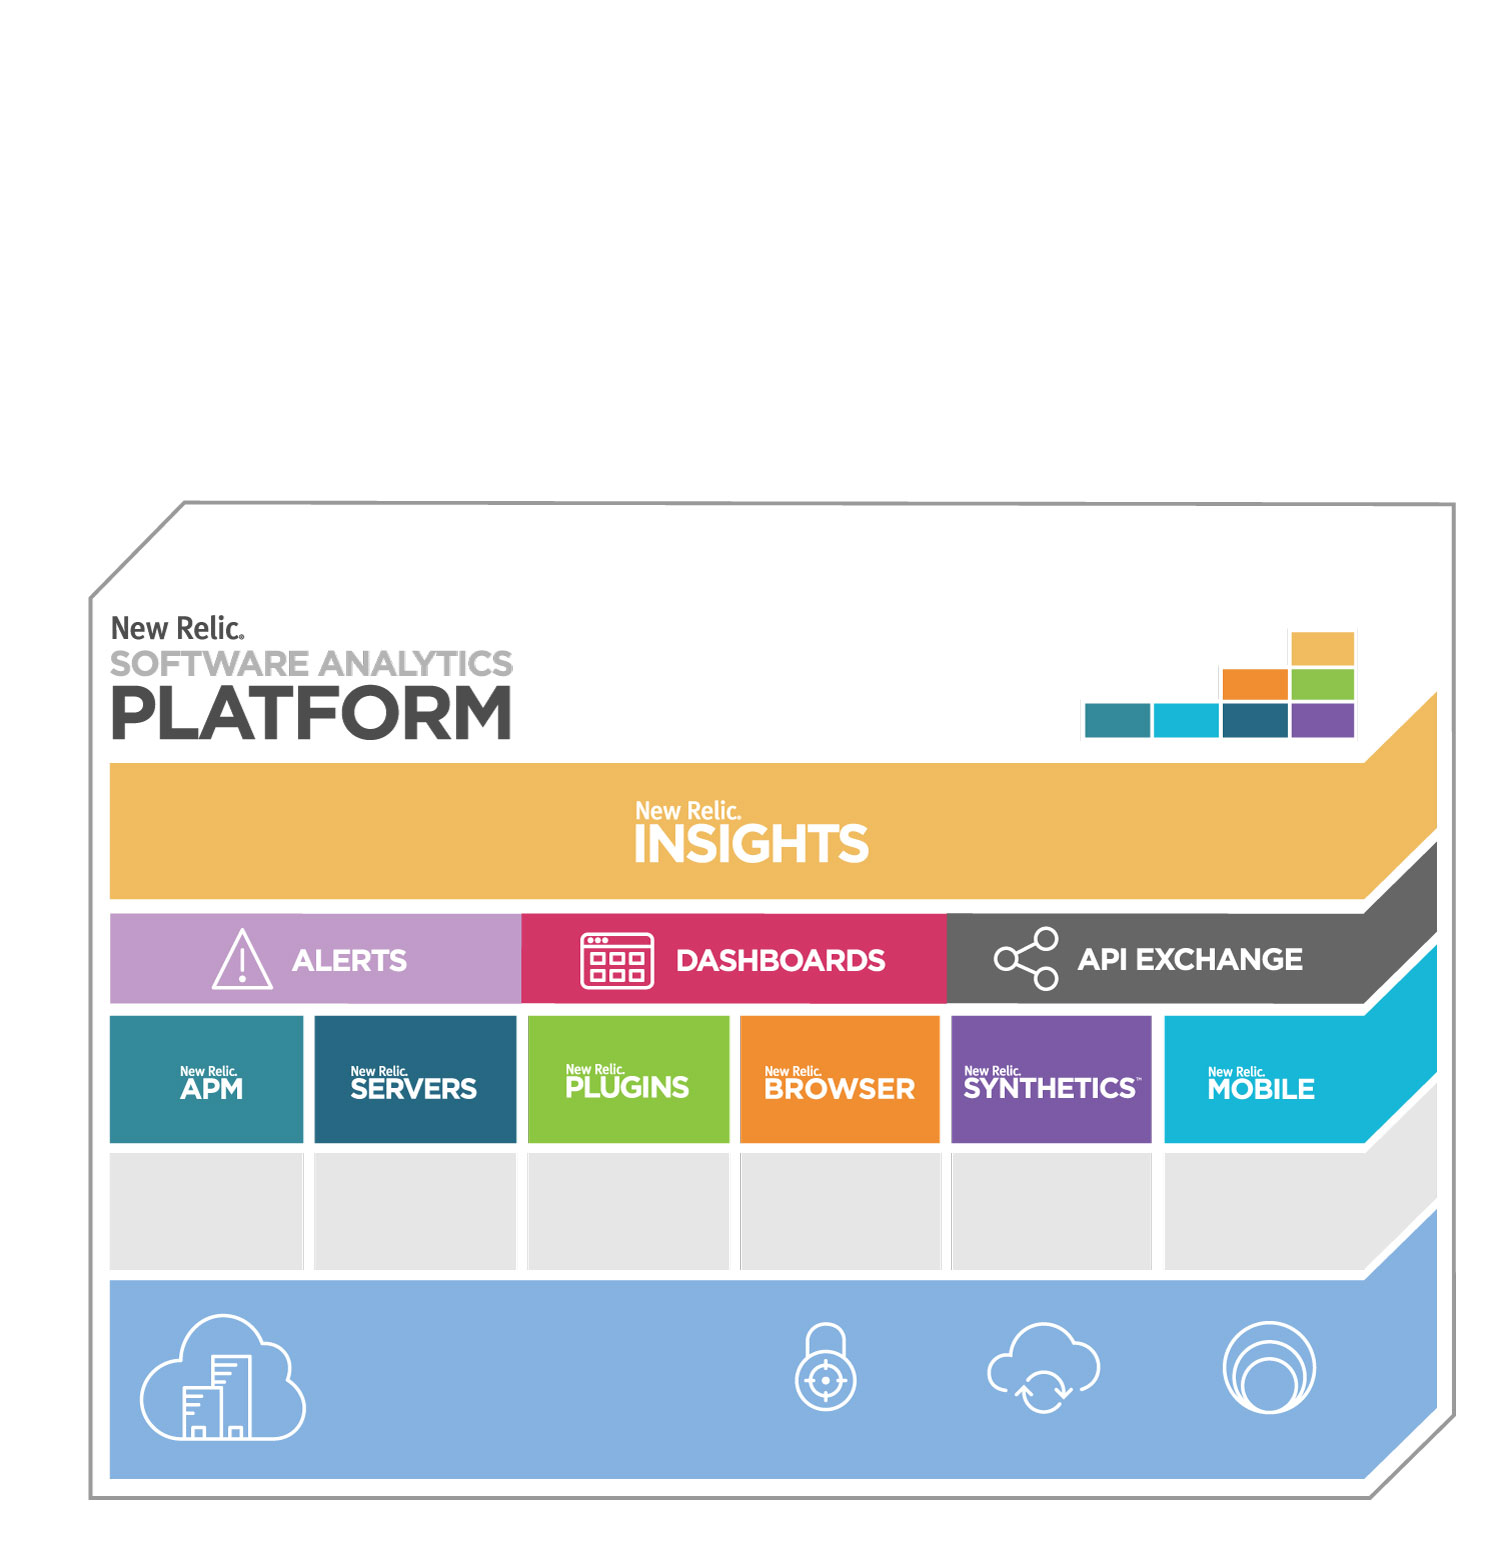 New Relic®
SOFTWARE ANALYTICS
PLATFORM
New Relic®
INSIGHTS
ALERTS
DASHBOARDS
API EXCHANGE
New Relic.
APM
New Relic.
SERVERS
New Relic.
PLUGINS
New Relic.
BROWSER
New Relic.
SYNTHETICS™
New Relic.
MOBILE